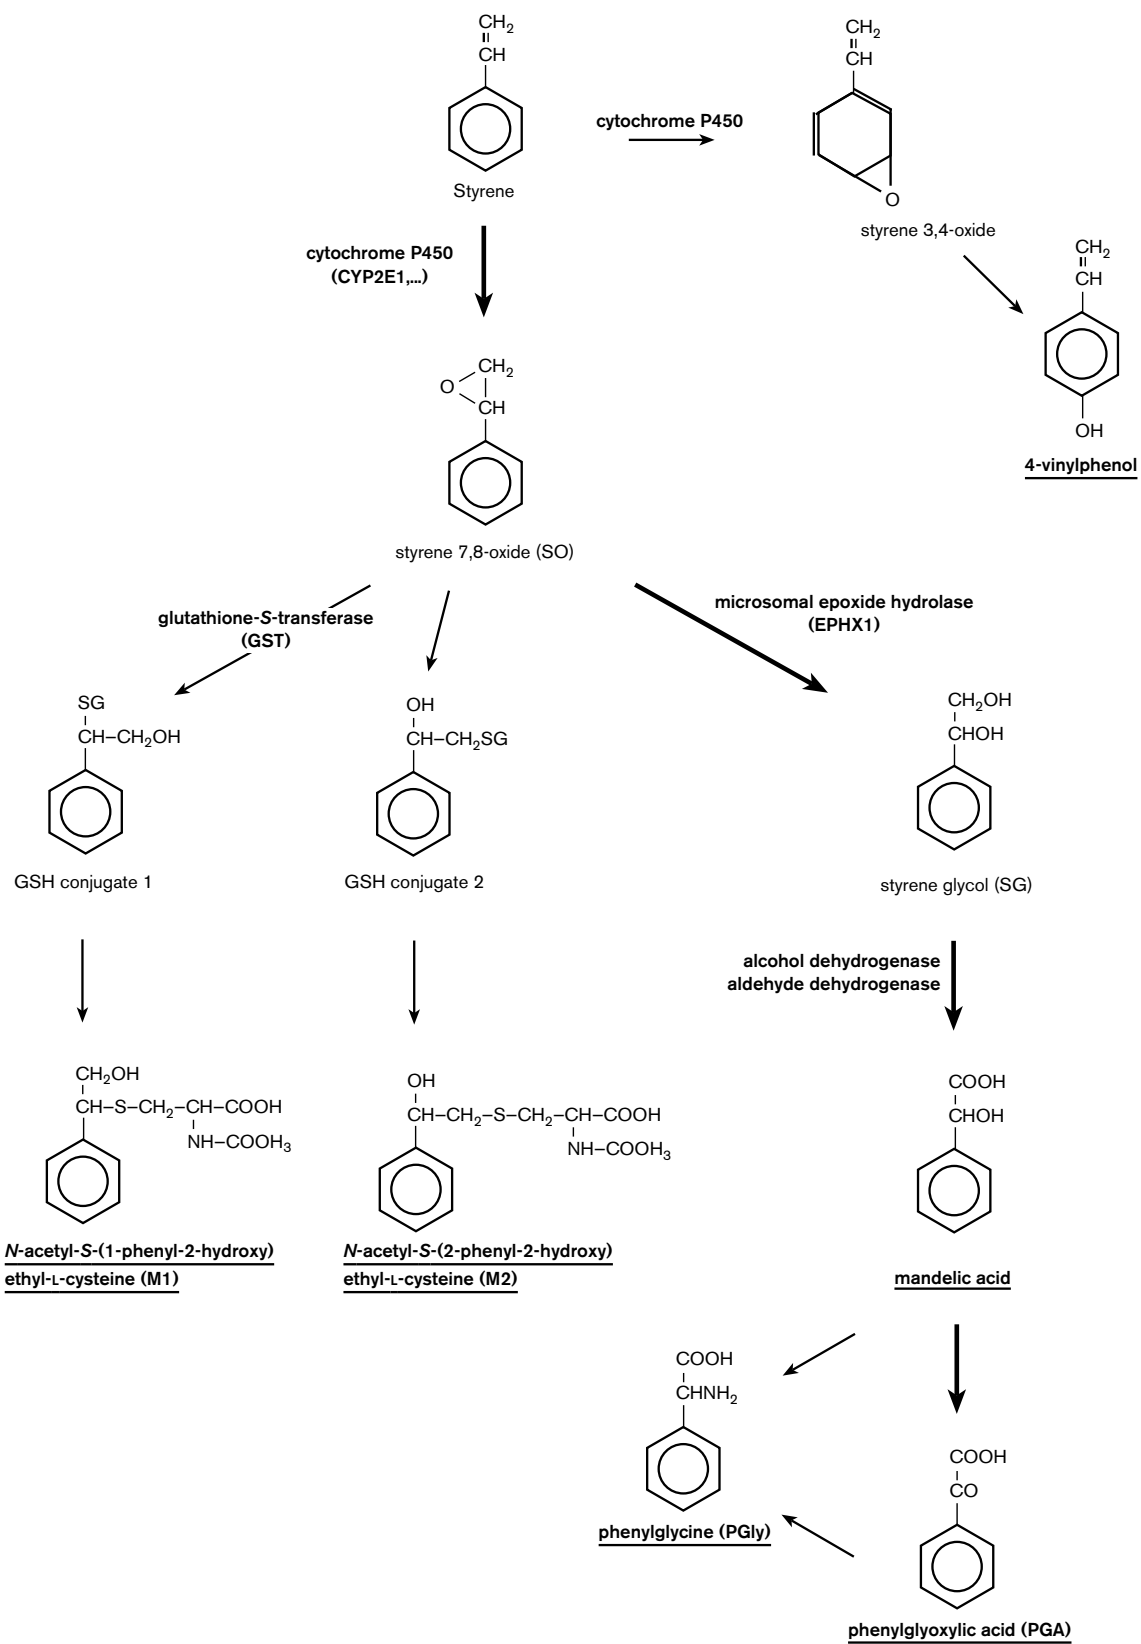 CH2
CH
Styrene
cytochrome P450
CH2
CH
O
styrene 3,4-oxide
cytochrome P450
(CYP2E1,...)
CH2
CH
OH
4-vinylphenol
CH2
O
CH
styrene 7,8-oxide (SO)
glutathione-S-transferase
(GST)
microsomal epoxide hydrolase
(EPHX1)
SG
CH–CH2OH
GSH conjugate 1
OH
CH–CH2SG
GSH conjugate 2
CH2OH
CHOH
styrene glycol (SG)
alcohol dehydrogenase
aldehyde dehydrogenase
CH2OH
CH–S–CH2–CH–COOH
NH–COOH3
N-acetyl-S-(1-phenyl-2-hydroxy)
ethyl-L-cysteine (M1)
OH
CH–CH2–S–CH2–CH–COOH
NH–COOH3
N-acetyl-S-(2-phenyl-2-hydroxy)
ethyl-L-cysteine (M2)
COOH
CHOH
mandelic acid
COOH
CHNH2
phenylglycine (PGly)
COOH
CO
phenylglyoxylic acid (PGA)